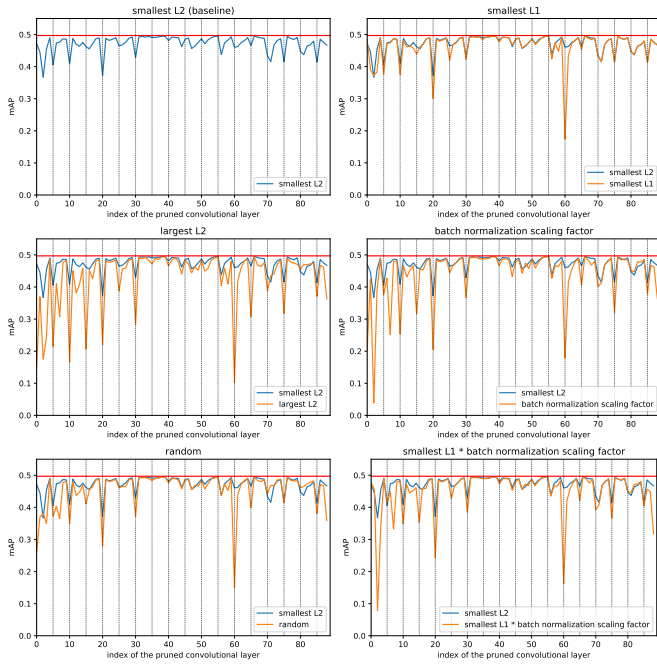 smallest L2 (baseline)
0.5
0.4
0.3
0.2
0.1
0.0
mAP
0 10 20 30 40 50 60 70 80
index of the pruned convolutional layer
smallest L2
smallest L1
0.5
0.4
0.3
0.2
0.1
0.0
mAP
0 10 20 30 40 50 60 70 80
index of the pruned convolutional layer
smallest L2
smallest L1
largest L2
0.5
0.4
0.3
0.2
0.1
0.0
mAP
0 10 20 30 40 50 60 70 80
index of the pruned convolutional layer
smallest L2
largest L2
batch normalization scaling factor
0.5
0.4
0.3
0.2
0.1
0.0
mAP
0 10 20 30 40 50 60 70 80
index of the pruned convolutional layer
smallest L2
batch normalization scaling factor
random
0.5
0.4
0.3
0.2
0.1
0.0
mAP
0 10 20 30 40 50 60 70 80
index of the pruned convolutional layer
smallest L2
random
smallest L1 * batch normalization scaling factor
0.5
0.4
0.3
0.2
0.1
0.0
mAP
0 10 20 30 40 50 60 70 80
index of the pruned convolutional layer
smallest L2
smallest L1 * batch normalization scaling factor